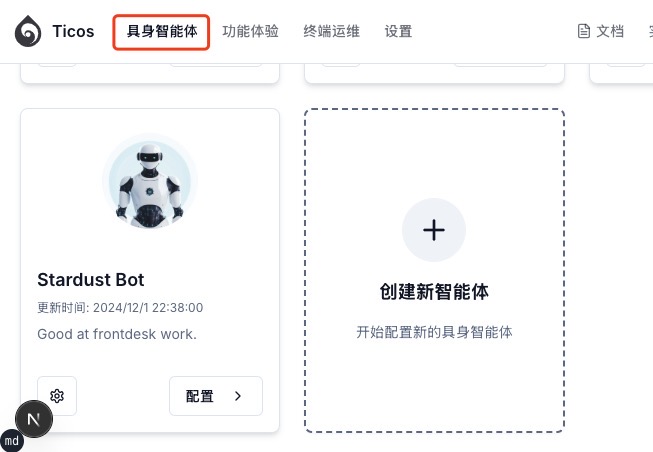 Ticos
具身智能体
功能体验
终端运维
设置
文档
Stardust Bot
更新时间: 2024/12/1 22:38:00
Good at frontdesk work.
配置
创建新智能体
开始配置新的具身智能体
N
md